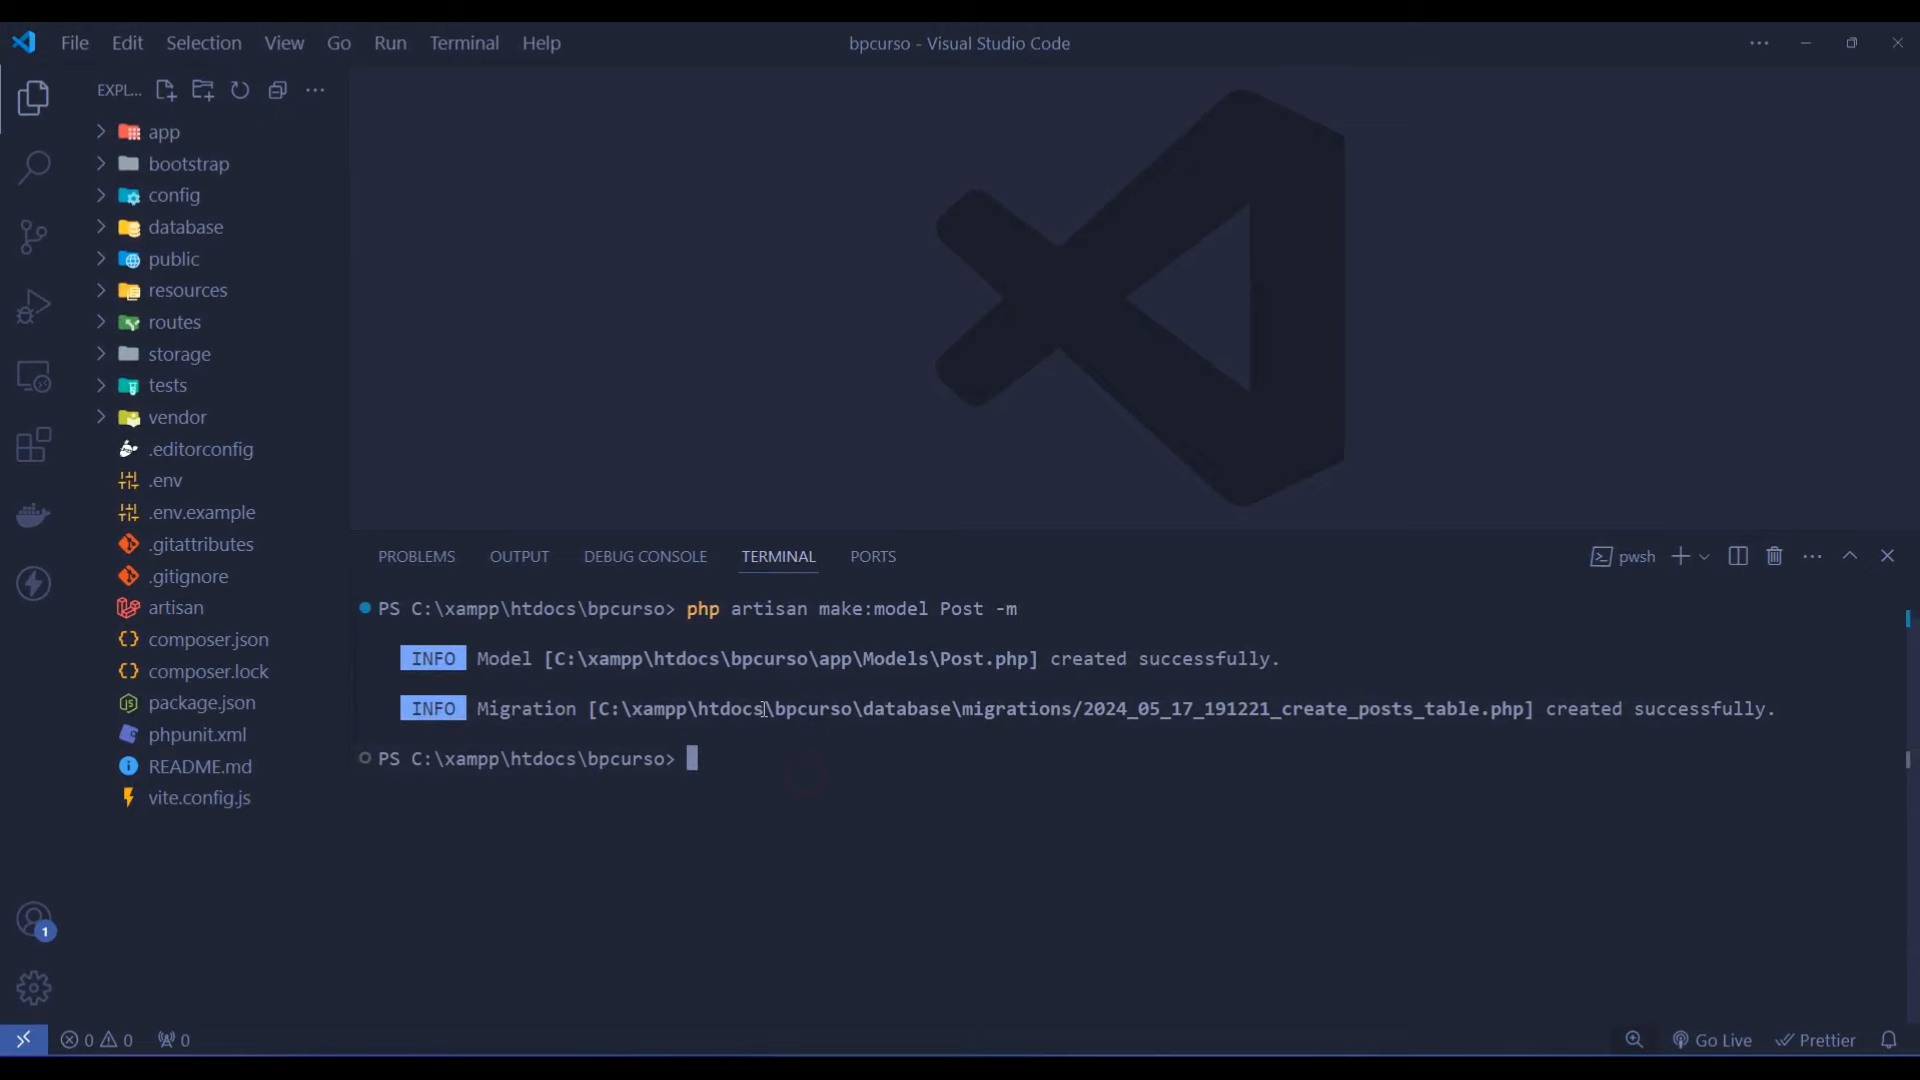 File Edit Selection View Go Run Terminal Help
bpcurso - Visual Studio Code
EXPL...
app
bootstrap
config
database
public
resources
routes
storage
tests
vendor
.editorconfig
.env
.env.example
.gitattributes
.gitignore
artisan
composer.json
composer.lock
package.json
phpunit.xml
README.md
vite.config.js
PROBLEMS OUTPUT DEBUG CONSOLE TERMINAL PORTS
pwsh
PS C:\xampp\htdocs\bpcurso> php artisan make:model Post -m
INFO Model [C:\xampp\htdocs\bpcurso\app\Models\Post.php] created successfully.
INFO Migration [C:\xampp\htdocs\bpcurso\database\migrations/2024_05_17_191221_create_posts_table.php] created successfully.
PS C:\xampp\htdocs\bpcurso>
1
0 0 0
Go Live Prettier